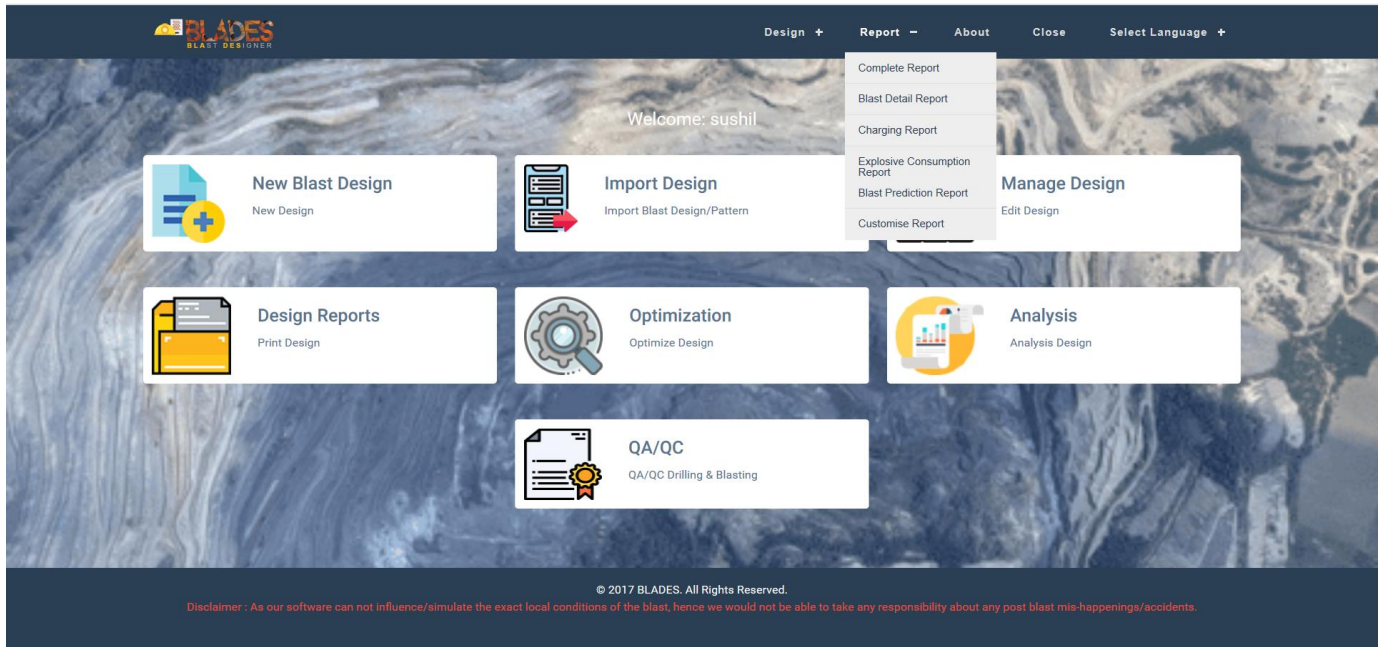 BLADES
BLAST DESIGNER
Design +
Report -
About
Close
Select Language +
Complete Report
Blast Detail Report
Charging Report
Explosive Consumption
Report
Blast Prediction Report
Customise Report
Welcome: sushil
New Blast Design
New Design
Import Design
Import Blast Design/Pattern
Manage Design
Edit Design
Design Reports
Print Design
Optimization
Optimize Design
Analysis
Analysis Design
QA/QC
QA/QC Drilling & Blasting
© 2017 BLADES. All Rights Reserved.
Disclaimer : As our software can not influence/simulate the exact local conditions of the blast, hence we would not be able to take any responsibility about any post blast mis-happenings/accidents.